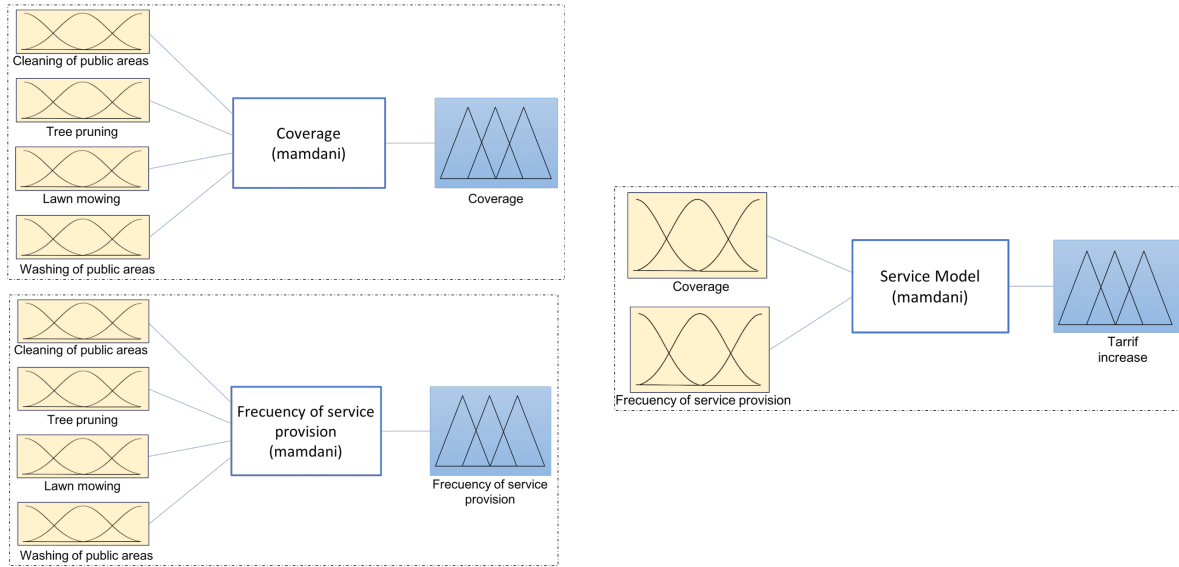 Cleaning of public areas
Tree pruning
Lawn mowing
Washing of public areas
Coverage
(mamdani)
Coverage
Cleaning of public areas
Tree pruning
Lawn mowing
Washing of public areas
Frecuency of service
provision
(mamdani)
Frecuency of service
provision
Coverage
Frecuency of service provision
Service Model
(mamdani)
Tarrif
increase